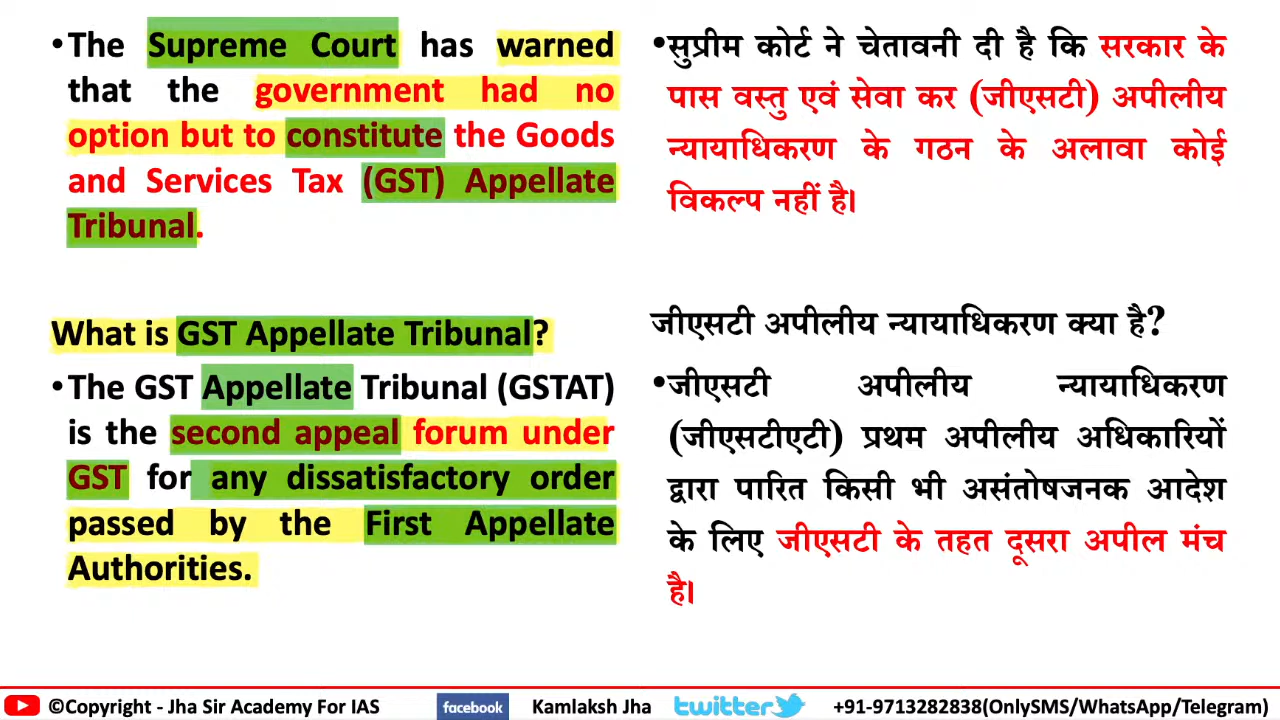 •The Supreme Court has warned
that the government had no
option but to constitute the Goods
and Services Tax (GST) Appellate
Tribunal.
What is GST Appellate Tribunal?
•The GST Appellate Tribunal (GSTAT)
is the second appeal forum under
GST for any dissatisfactory order
passed by the First Appellate
Authorities.
•सुप्रीम कोर्ट ने चेतावनी दी है कि सरकार के
पास वस्तु एवं सेवा कर (जीएसटी) अपीलीय
न्यायाधिकरण के गठन के अलावा कोई
विकल्प नहीं है।
जीएसटी अपीलीय न्यायाधिकरण क्या है?
•जीएसटी अपीलीय न्यायाधिकरण
(जीएसटीएटी) प्रथम अपीलीय अधिकारियों
द्वारा पारित किसी भी असंतोषजनक आदेश
के लिए जीएसटी के तहत दूसरा अपील मंच
है।
©Copyright - Jha Sir Academy For IAS facebook Kamlaksh Jha twitter +91-9713282838(OnlySMS/WhatsApp/Telegram)